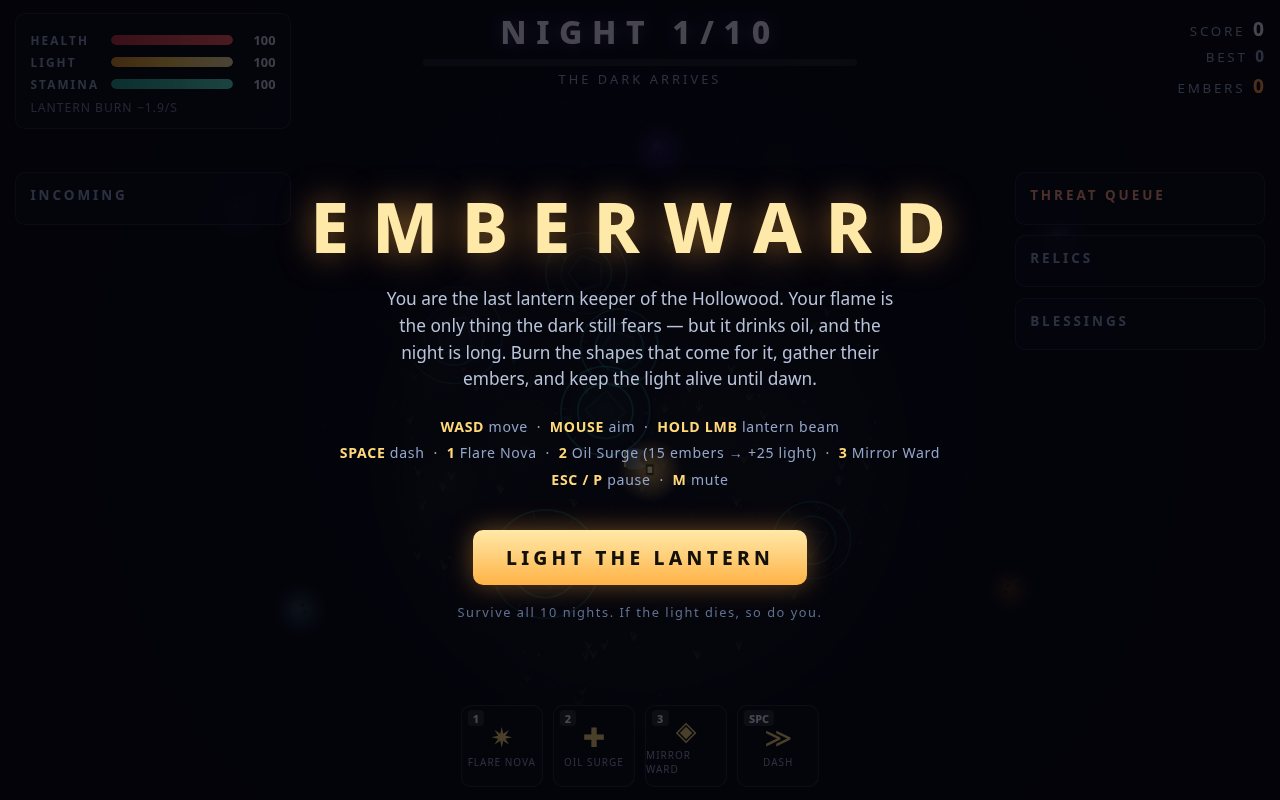 HEALTH 100
LIGHT 100
STAMINA 100
LANTERN BURN −1.9/S
NIGHT 1/10
THE DARK ARRIVES
SCORE 0
BEST 0
EMBERS 0
INCOMING
THREAT QUEUE
RELICS
BLESSINGS
EMBERWARD
You are the last lantern keeper of the Hollowood. Your flame is
the only thing the dark still fears — but it drinks oil, and the
night is long. Burn the shapes that come for it, gather their
embers, and keep the light alive until dawn.
WASD move · MOUSE aim · HOLD LMB lantern beam
SPACE dash · 1 Flare Nova · 2 Oil Surge (15 embers → +25 light) · 3 Mirror Ward
ESC / P pause · M mute
LIGHT THE LANTERN
Survive all 10 nights. If the light dies, so do you.
1
FLARE NOVA
2
OIL SURGE
3
MIRROR
WARD
SPC
DASH